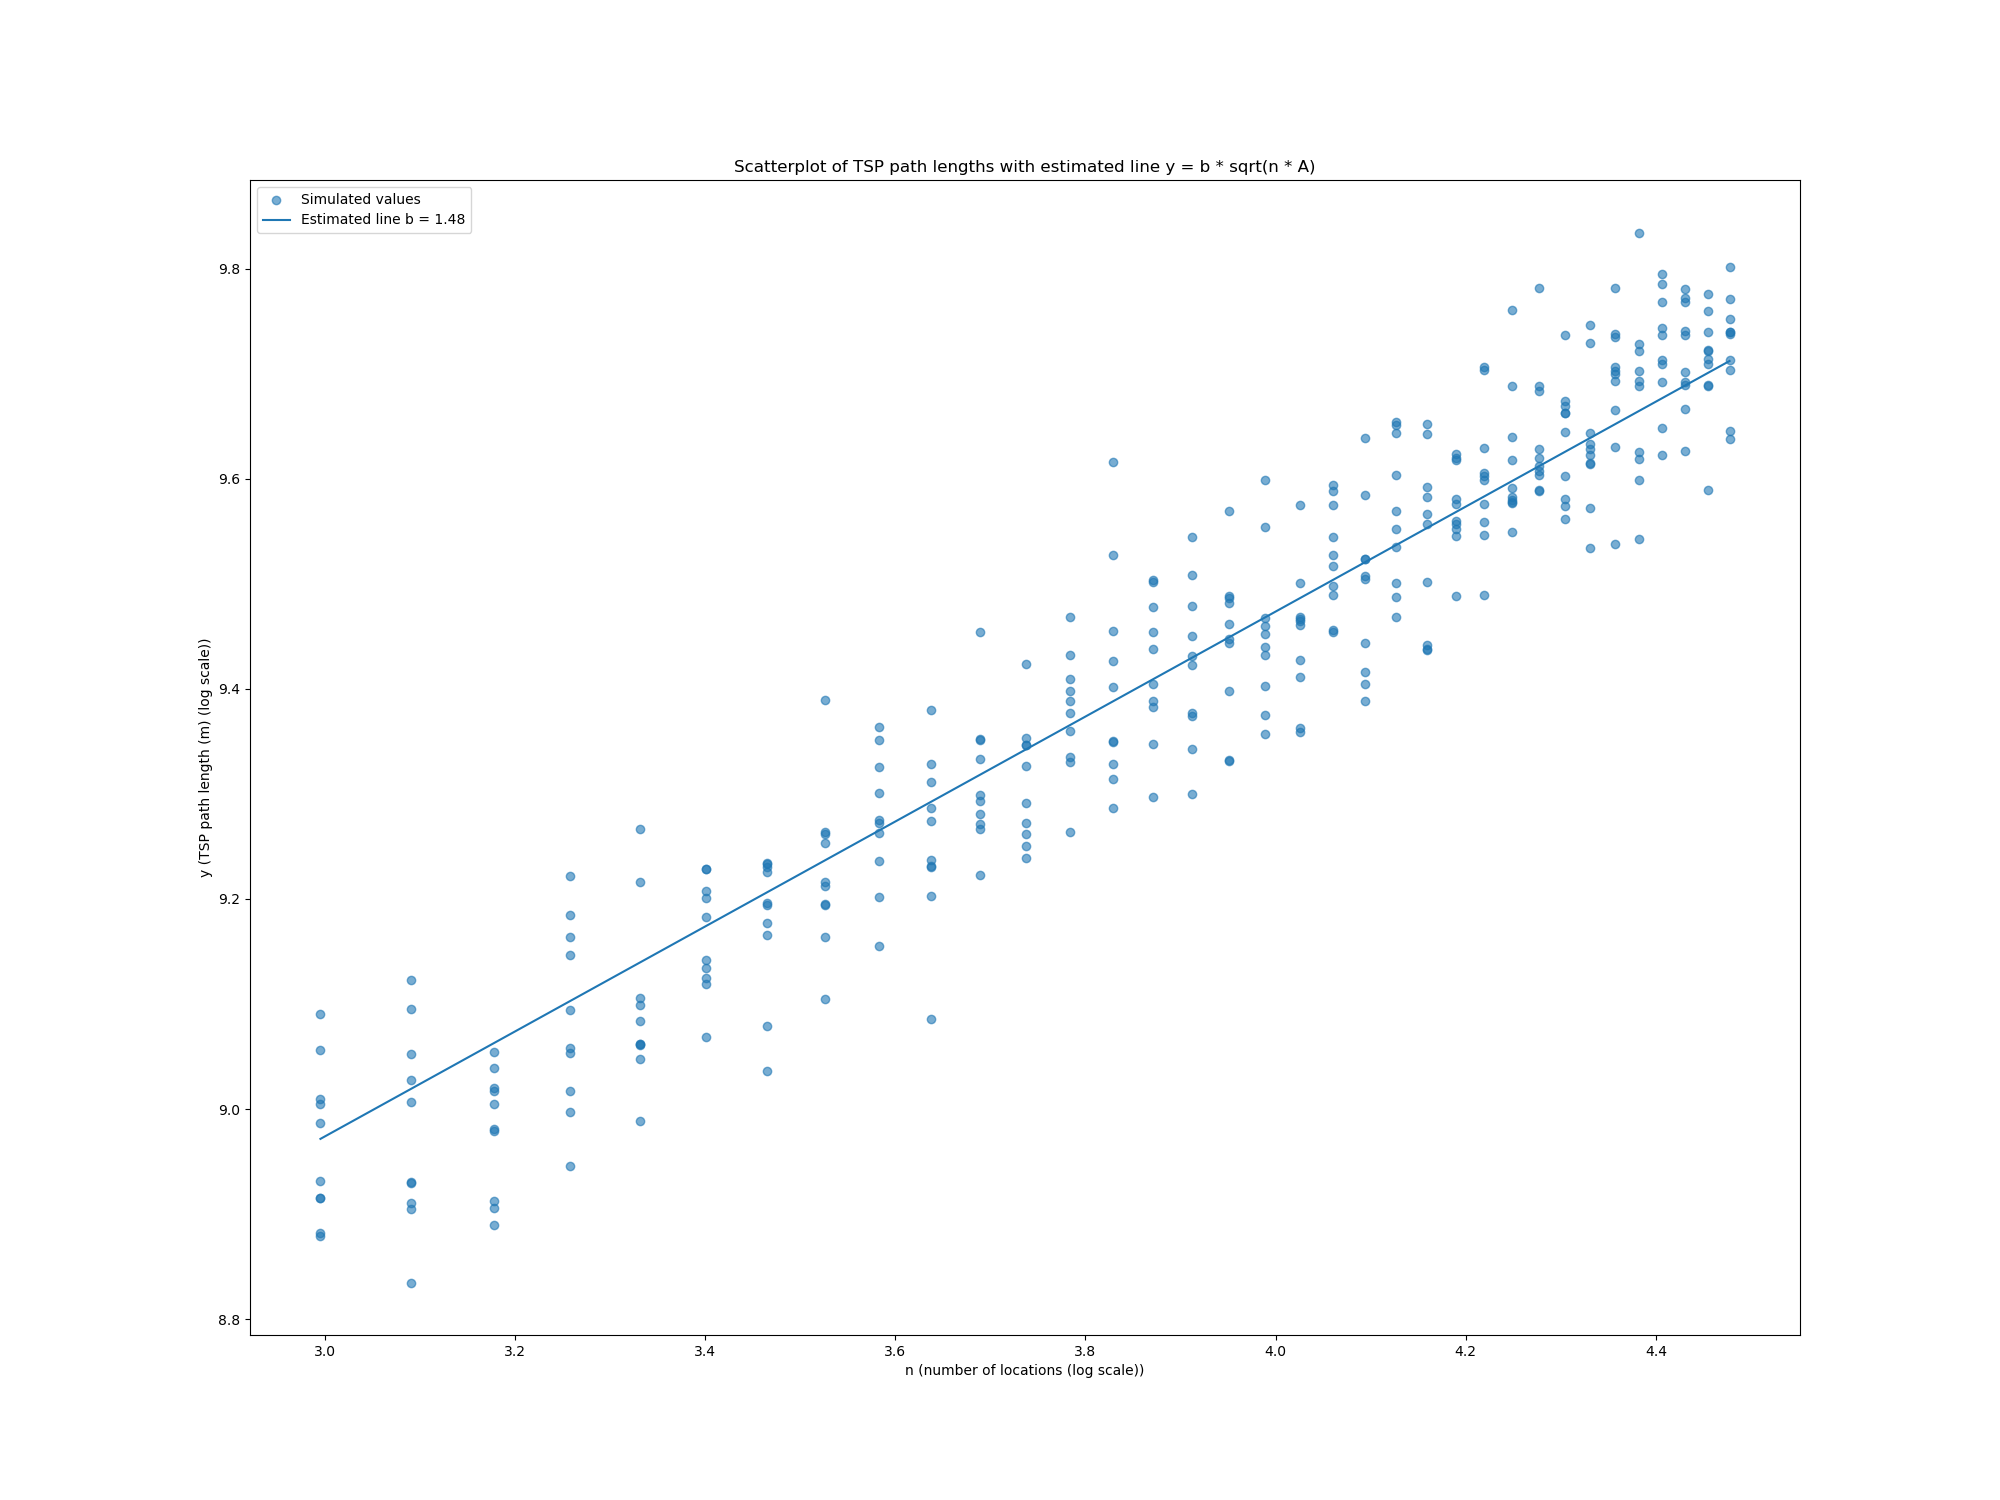 Scatterplot of TSP path lengths with estimated line y = b * sqrt(n * A)
Simulated values
Estimated line b = 1.48
9.8
9.6
9.4
9.2
9.0
8.8
y (TSP path length (m) (log scale))
3.0 3.2 3.4 3.6 3.8 4.0 4.2 4.4
n (number of locations (log scale))